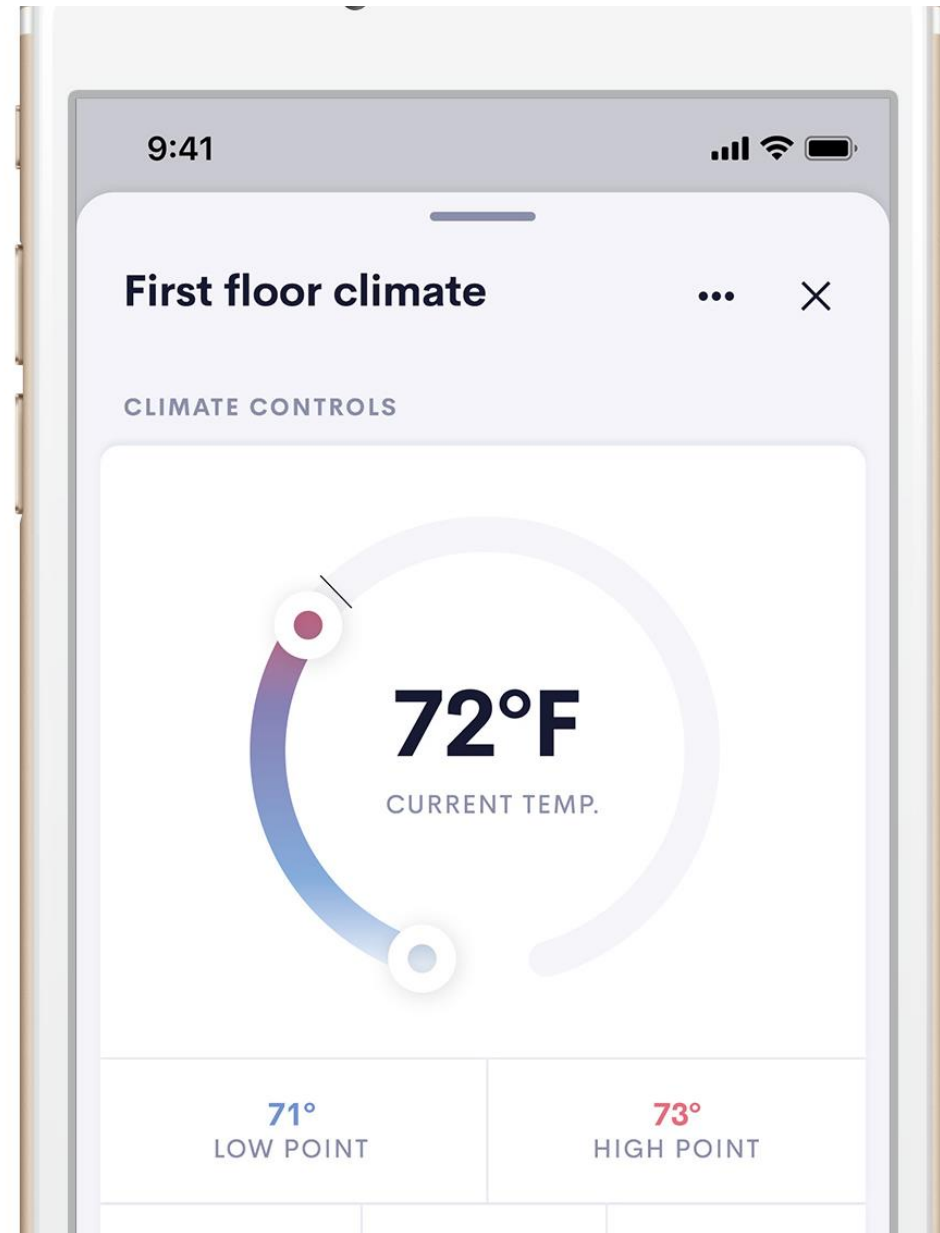 9:41
First floor climate
CLIMATE CONTROLS
72°F
CURRENT TEMP.
71°
LOW POINT
73°
HIGH POINT